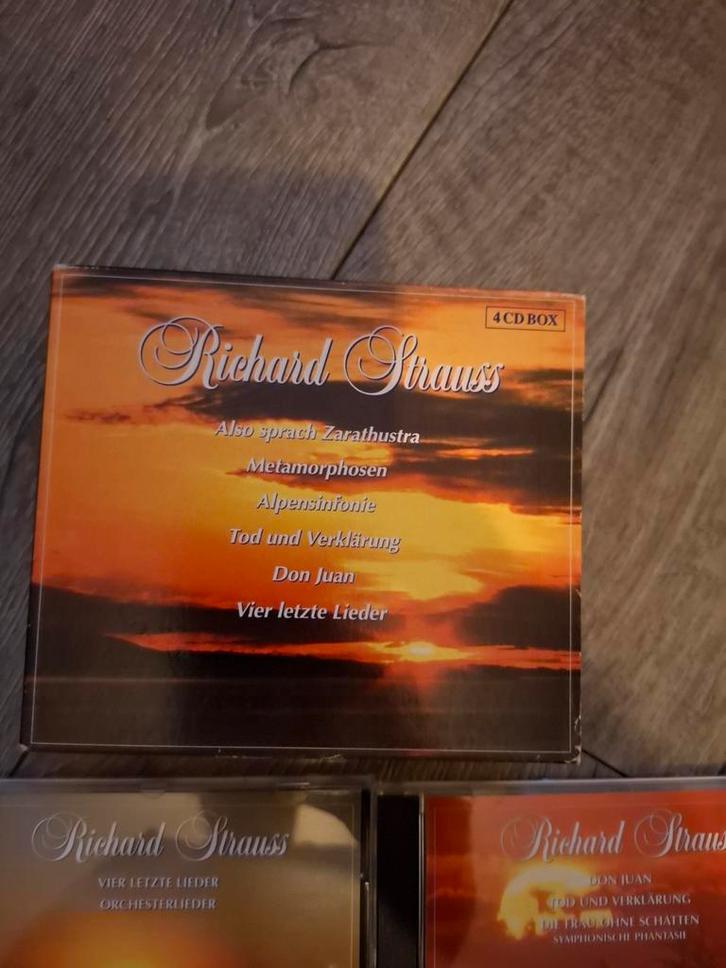 4 CD BOX
Richard Strauss
Also sprach Zarathustra
Metamorphosen
Alpensinfonie
Tod und Verklärung
Don Juan
Vier letzte Lieder
Richard Strauss
VIER LETZTE LIEDER
ORCHESTERLIEDER
Richard Strauss
DON JUAN
TOD UND VERKLÄRUNG
DIE FRAU OHNE SCHATTEN
SYMPHONISCHE PHANTASIE